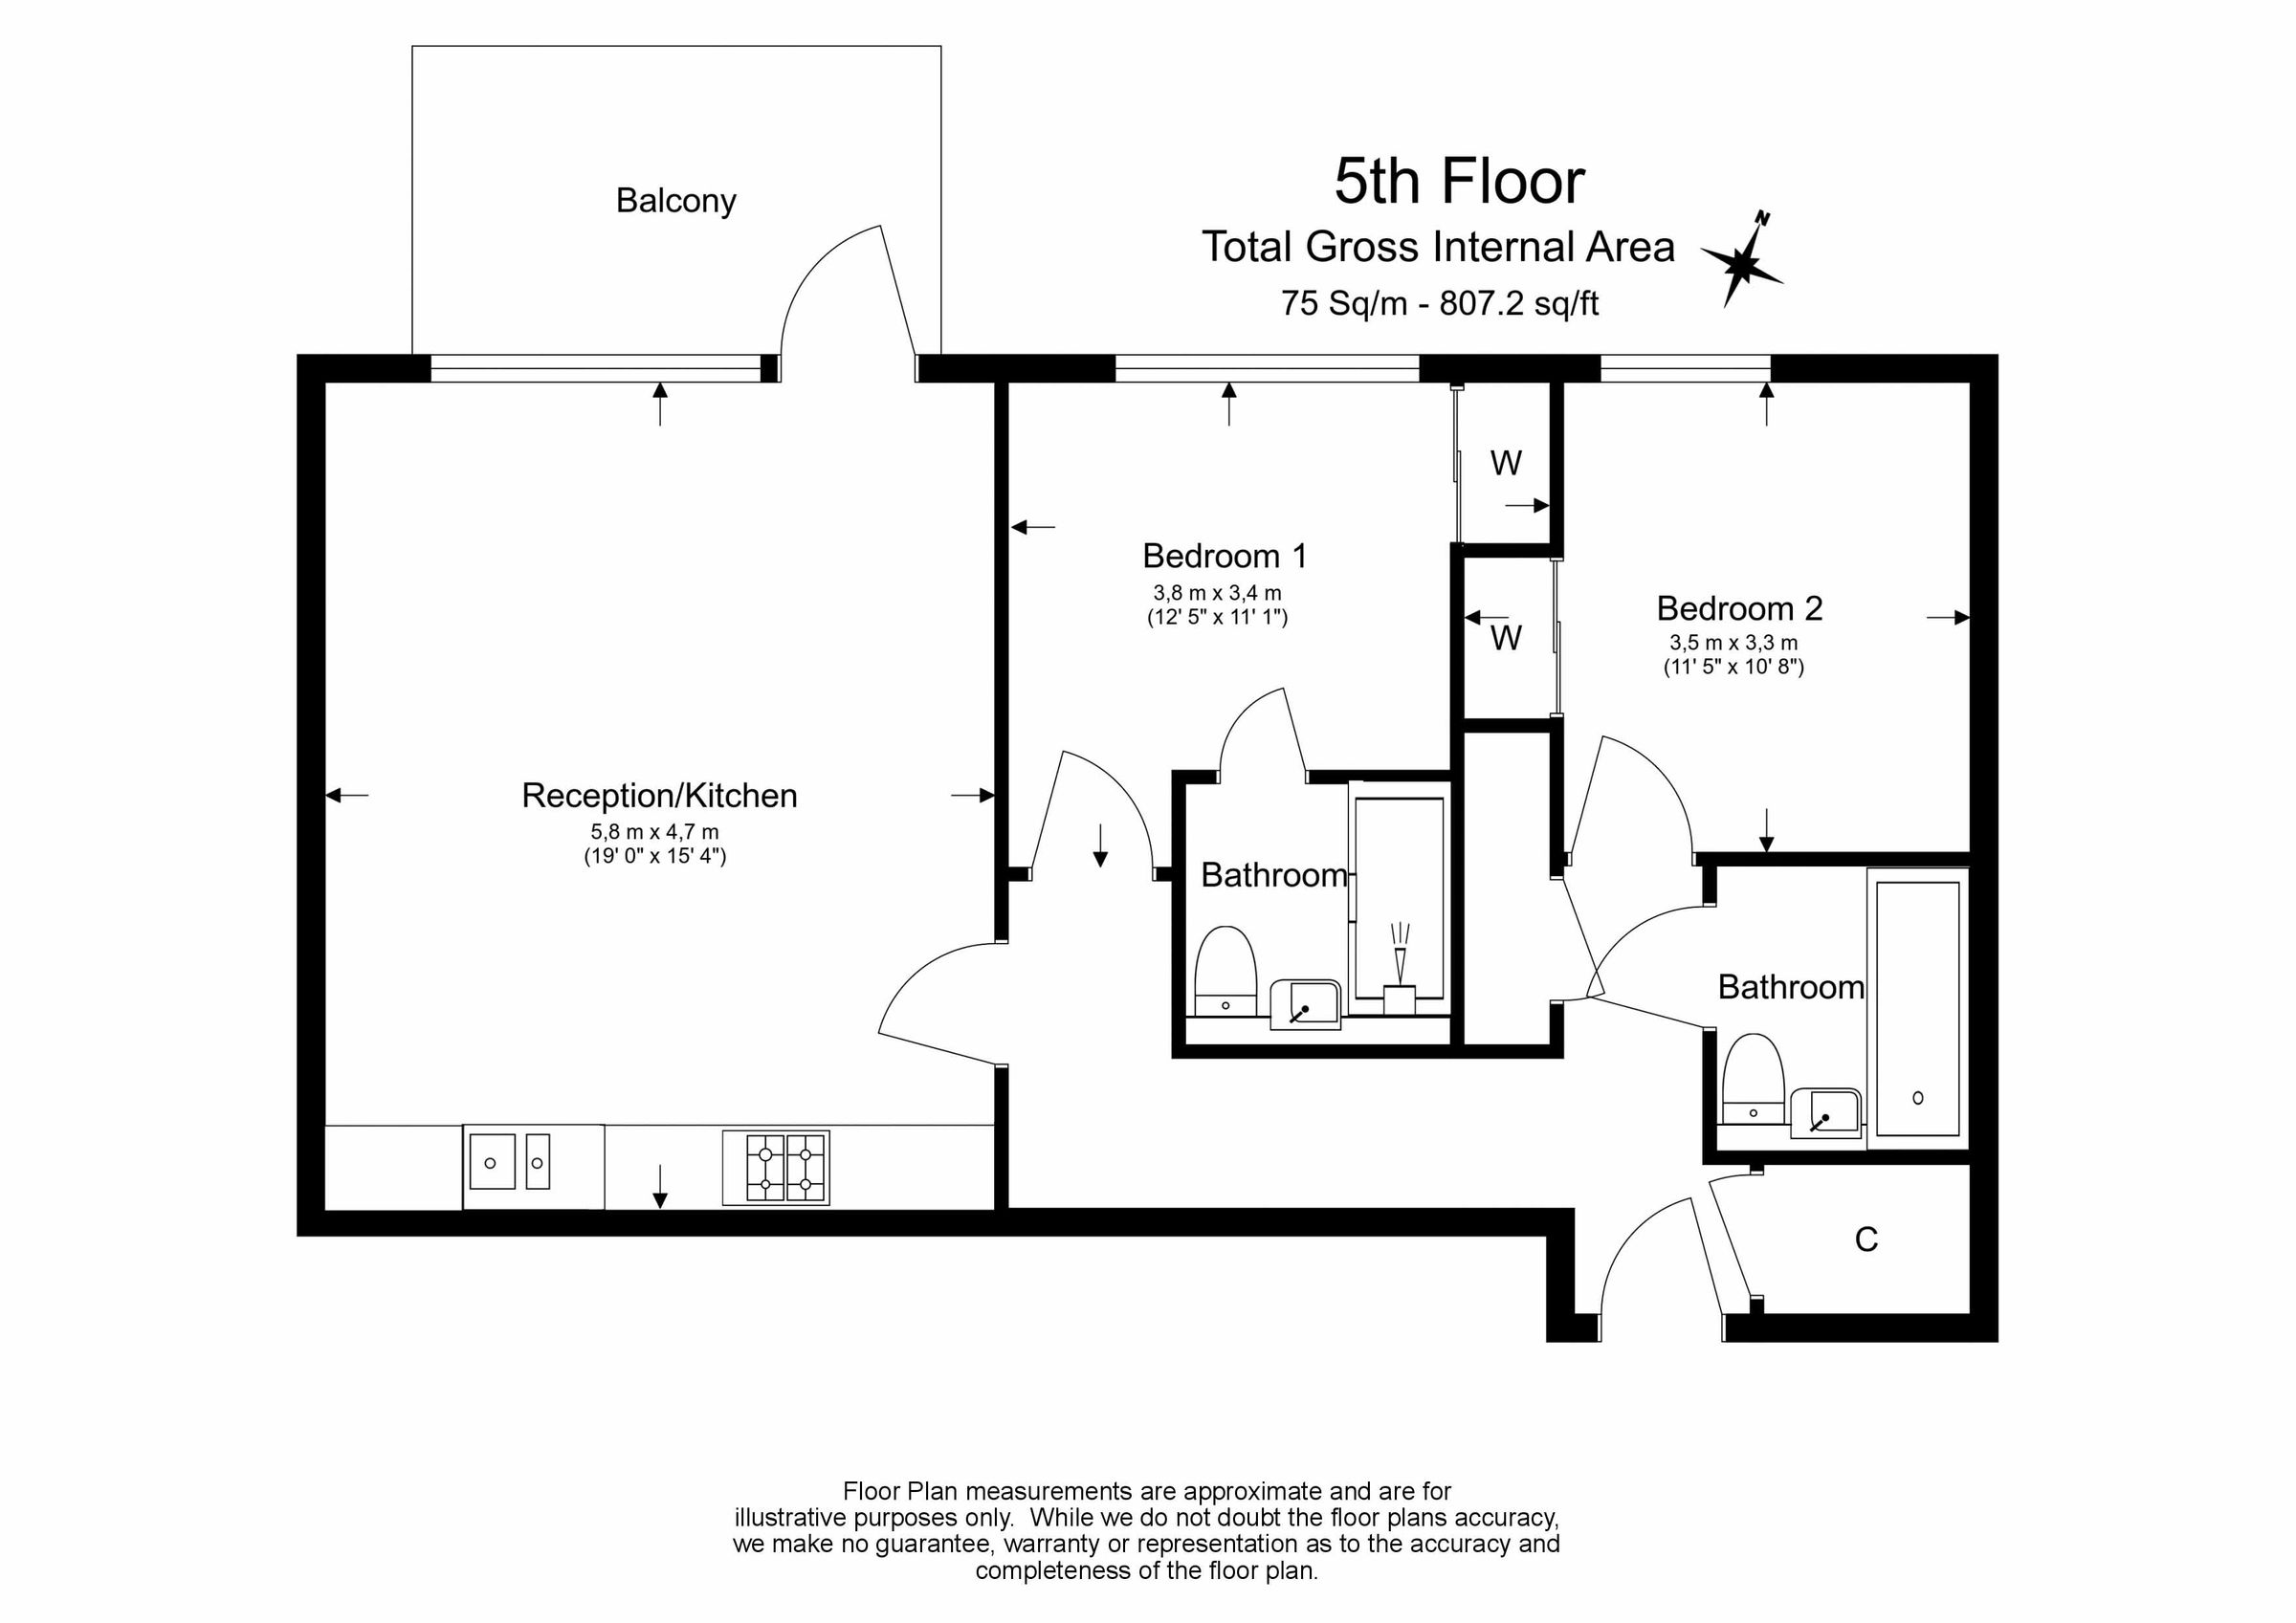 Balcony
5th Floor
Total Gross Internal Area
75 Sq/m - 807.2 sq/ft
N
W
Bedroom 1
3,8 m x 3,4 m
(12' 5" x 11' 1")
W
Bedroom 2
3,5 m x 3,3 m
(11' 5" x 10' 8")
Reception/Kitchen
5,8 m x 4,7 m
(19' 0" x 15' 4")
Bathroom
Bathroom
C
Floor Plan measurements are approximate and are for
illustrative purposes only.  While we do not doubt the floor plans accuracy,
we make no guarantee, warranty or representation as to the accuracy and
completeness of the floor plan.